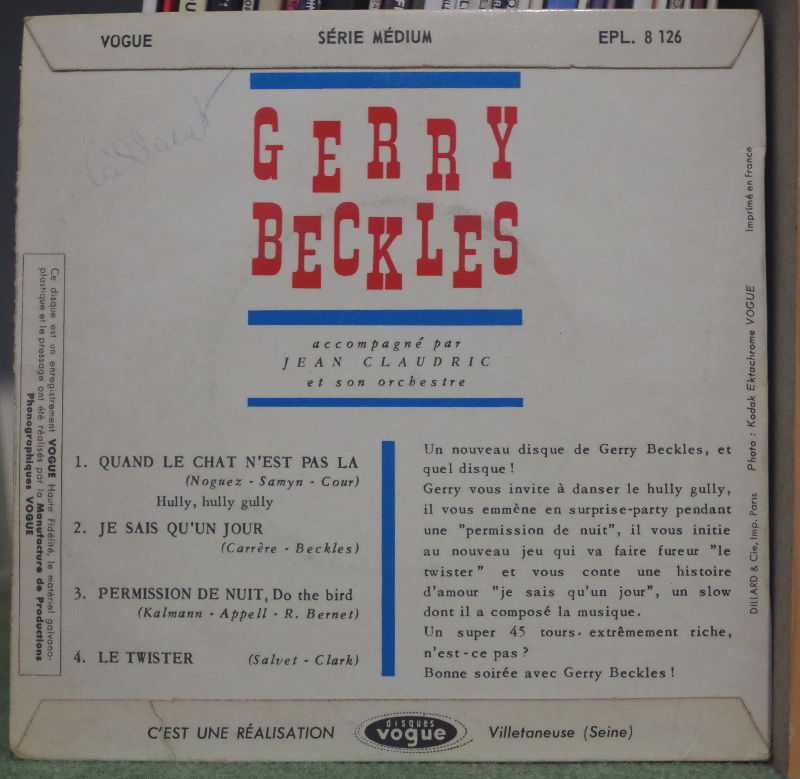 VOGUE
SÉRIE MÉDIUM
EPL. 8 126
GERRY
BECKLES
accompagné par
JEAN CLAUDRIC
et son orchestre
1. QUAND LE CHAT N'EST PAS LA
(Noguez - Samyn - Cour)
Hully, hully gully
2. JE SAIS QU'UN JOUR
(Carrère - Beckles)
3. PERMISSION DE NUIT, Do the bird
(Kalmann - Appell - R. Bernet)
4. LE TWISTER (Salvet - Clark)
Un nouveau disque de Gerry Beckles, et
quel disque !
Gerry vous invite à danser le hully gully,
il vous emmène en surprise-party pendant
une "permission de nuit", il vous initie
au nouveau jeu qui va faire fureur "le
twister" et vous conte une histoire
d'amour "je sais qu'un jour", un slow
dont il a composé la musique.
Un super 45 tours extrêmement riche,
n'est-ce pas ?
Bonne soirée avec Gerry Beckles !
Ce disque est un enregistrement VOGUE Haute Fidélité, le matériel galvano-
plastique et le pressage ont été réalisés par la Manufacture de Productions
Phonographiques VOGUE
Imprimé en France
Photo : Kodak Ektachrome VOGUE
DILLARD & Cie, Imp. Paris
C'EST UNE RÉALISATION
disques
vogue
Villetaneuse (Seine)